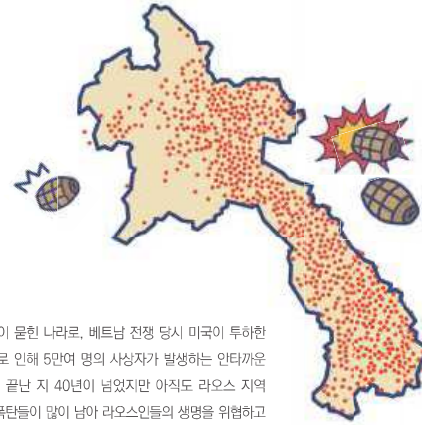 이 묻힌 나라로, 베트남 전쟁 당시 미국이 투하한
로 인해 5만여 명의 사상자가 발생하는 안타까운
끝난 지 40년이 넘었지만 아직도 라오스 지역
폭탄들이 많이 남아 라오스인들의 생명을 위협하고